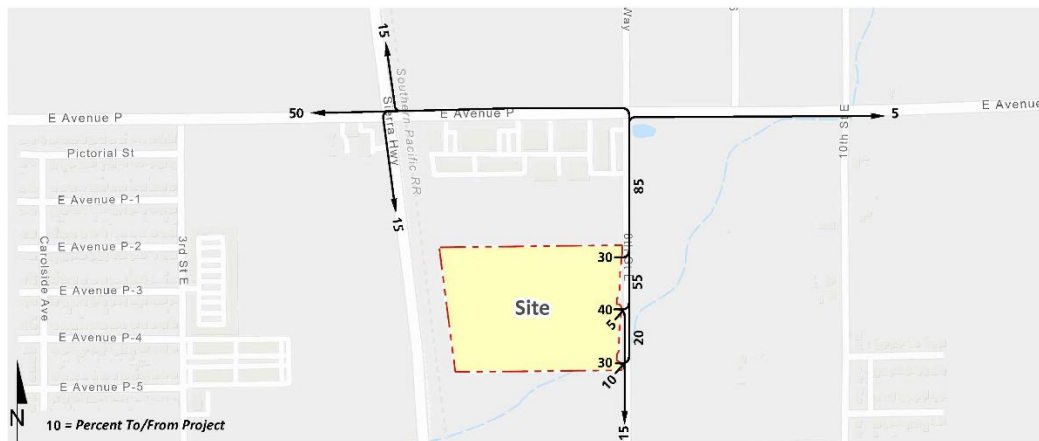 Way
15
50
E Avenue P
Sierra Hwy
Southern Pacific RR
E Avenue P
5
E Avenue
10th St E
Pictorial St
E Avenue P-1
85
E Avenue P-2
15
3rd St E
Carolside Ave
30
55
E Avenue P-3
Site
40
5
20
E Avenue P-4
30
10
E Avenue P-5
15
N
10 = Percent To/From Project